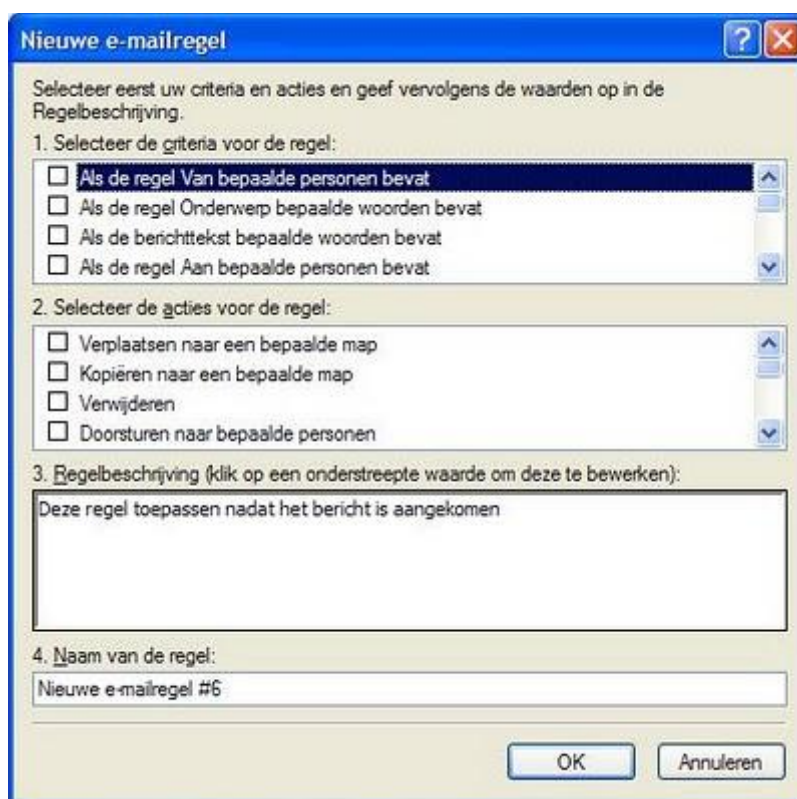 Nieuwe e-mailregel
Selecteer eerst uw criteria en acties en geef vervolgens de waarden op in de
Regelbeschrijving.
1. Selecteer de criteria voor de regel:
Als de regel Van bepaalde personen bevat
Als de regel Onderwerp bepaalde woorden bevat
Als de berichttekst bepaalde woorden bevat
Als de regel Aan bepaalde personen bevat
2. Selecteer de acties voor de regel:
Verplaatsen naar een bepaalde map
Kopiëren naar een bepaalde map
Verwijderen
Doorsturen naar bepaalde personen
3. Regelbeschrijving (klik op een onderstreepte waarde om deze te bewerken):
Deze regel toepassen nadat het bericht is aangekomen
4. Naam van de regel:
Nieuwe e-mailregel #6
OK Annuleren